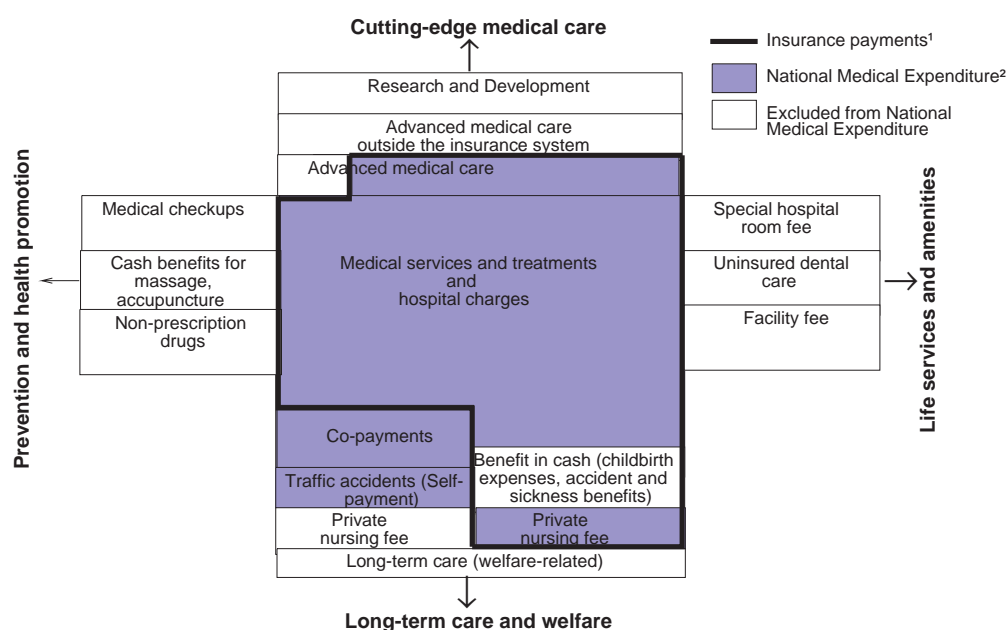 Cutting-edge medical care
Insurance payments¹
National Medical Expenditure²
Excluded from National
Medical Expenditure
Research and Development
Advanced medical care
outside the insurance system
Advanced medical care
Prevention and health promotion
Medical checkups
Cash benefits for
massage,
accupuncture
Non-prescription
drugs
Medical services and treatments
and
hospital charges
Special hospital
room fee
Uninsured dental
care
Facility fee
Life services and amenities
Co-payments
Traffic accidents (Self-
payment)
Private
nursing fee
Benefit in cash (childbirth
expenses, accident and
sickness benefits)
Private
nursing fee
Long-term care (welfare-related)
Long-term care and welfare